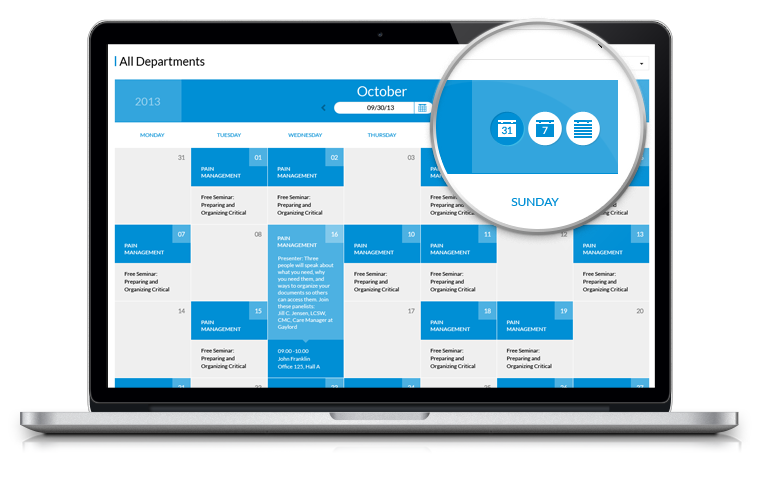 All Departments
2013
October
09/30/13
31
7
SUNDAY
MONDAY
TUESDAY
WEDNESDAY
THURSDAY
31
01
PAIN
MANAGEMENT
Free Seminar:
Preparing and
Organizing Critical
02
PAIN
MANAGEMENT
Free Seminar:
Preparing and
Organizing Critical
03
Free Seminar:
Preparing and
Organizing Critical
Organizing Critical
Organizing Critical
07
PAIN
MANAGEMENT
Free Seminar:
Preparing and
Organizing Critical
08
16
PAIN
MANAGEMENT
Presenter: Three
people will speak about
what you need, why
you need them, and
ways to organize your
documents so others
can access them. Join
these panelists:
Jill C. Jensen, LCSW,
CMC, Care Manager at
Gaylord
09:00 -10.00
John Franklin
Office 123, Hall A
10
PAIN
MANAGEMENT
Free Seminar:
Preparing and
Organizing Critical
11
PAIN
MANAGEMENT
Free Seminar:
Preparing and
Organizing Critical
12
13
PAIN
MANAGEMENT
Free Seminar:
Preparing and
Organizing Critical
14
15
PAIN
MANAGEMENT
Free Seminar:
Preparing and
Organizing Critical
17
18
PAIN
MANAGEMENT
Free Seminar:
Preparing and
Organizing Critical
19
PAIN
MANAGEMENT
Free Seminar:
Preparing and
Organizing Critical
20